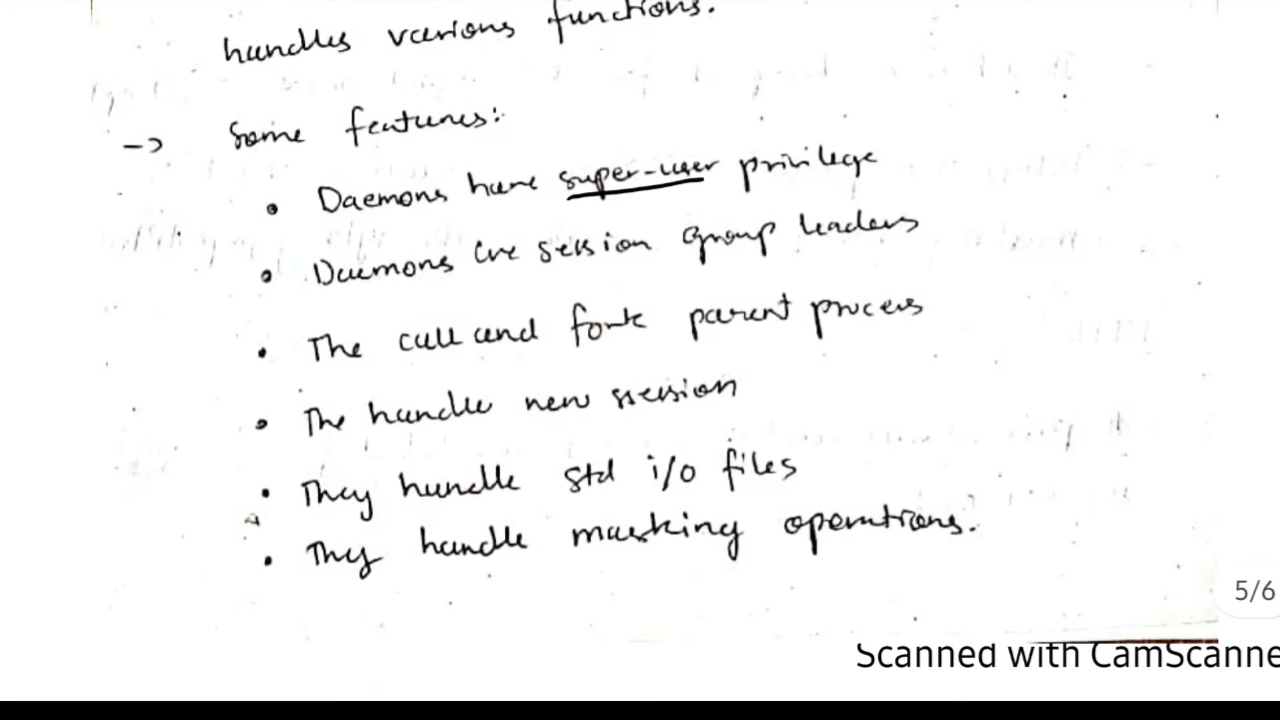 handles various functions.
-> Some features:
• Daemons have super-user privilege
• Daemons are session group leaders
• The call and fork parent process
• The handle new session
• They handle std i/o files
• They handle masking operations.
5/6
Scanned with CamScanne